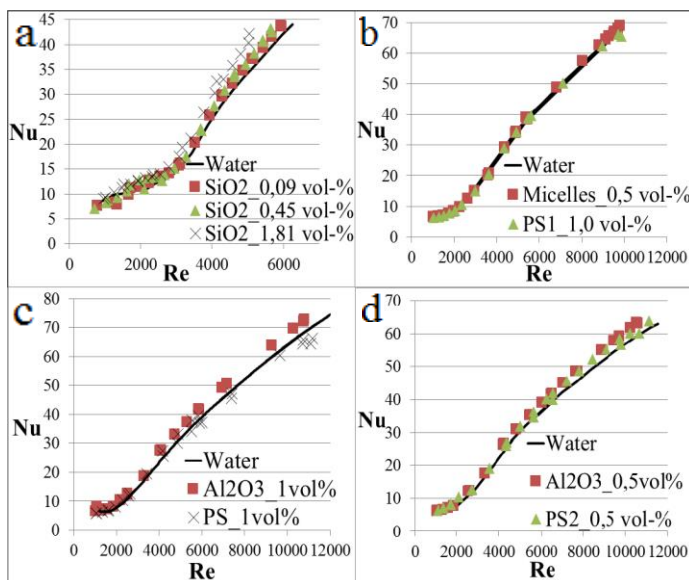 a
45
40
35
30
25
20
15
10
5
0
Nu
Water
SiO2_0,09 vol-%
SiO2_0,45 vol-%
SiO2_1,81 vol-%
0 2000 4000 6000
Re
b
70
60
50
40
30
20
10
0
Nu
Water
Micelles_0,5 vol-%
PS1_1,0 vol-%
0 2000 4000 6000 8000 10000 12000
Re
c
80
70
60
50
40
30
20
10
0
Nu
Water
Al2O3_1vol%
PS_1vol%
0 2000 4000 6000 8000 10000 12000
Re
d
70
60
50
40
30
20
10
0
Nu
Water
Al2O3_0,5vol%
PS2_0,5 vol-%
0 2000 4000 6000 8000 10000 12000
Re